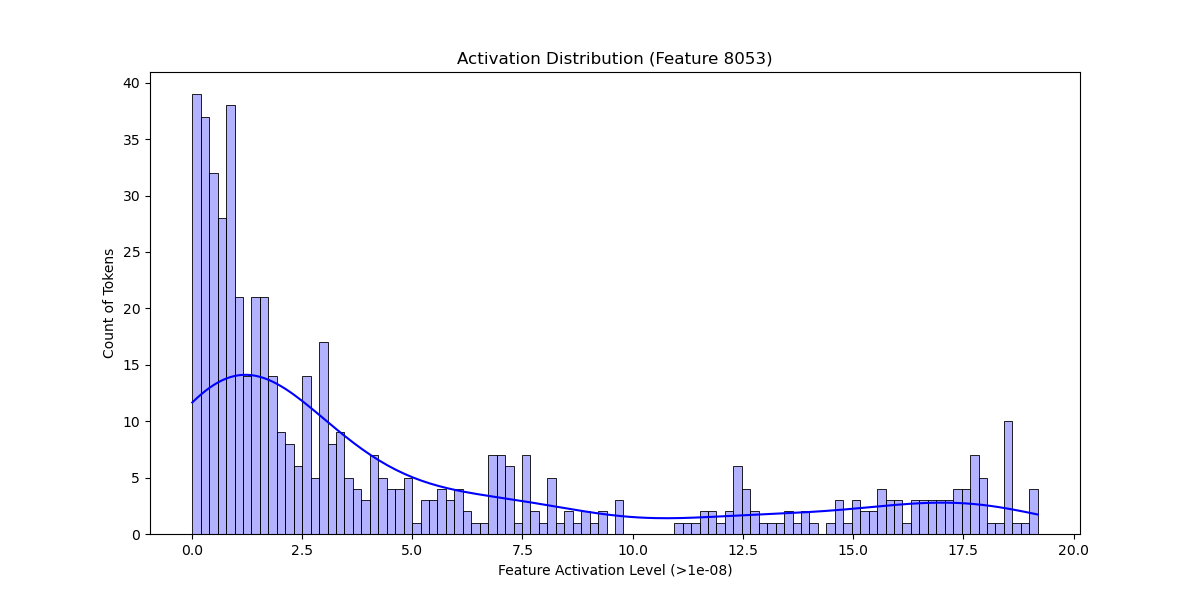 Activation Distribution (Feature 8053)
40
35
30
25
20
15
10
5
0
Count of Tokens
0.0 2.5 5.0 7.5 10.0 12.5 15.0 17.5 20.0
Feature Activation Level (>1e-08)